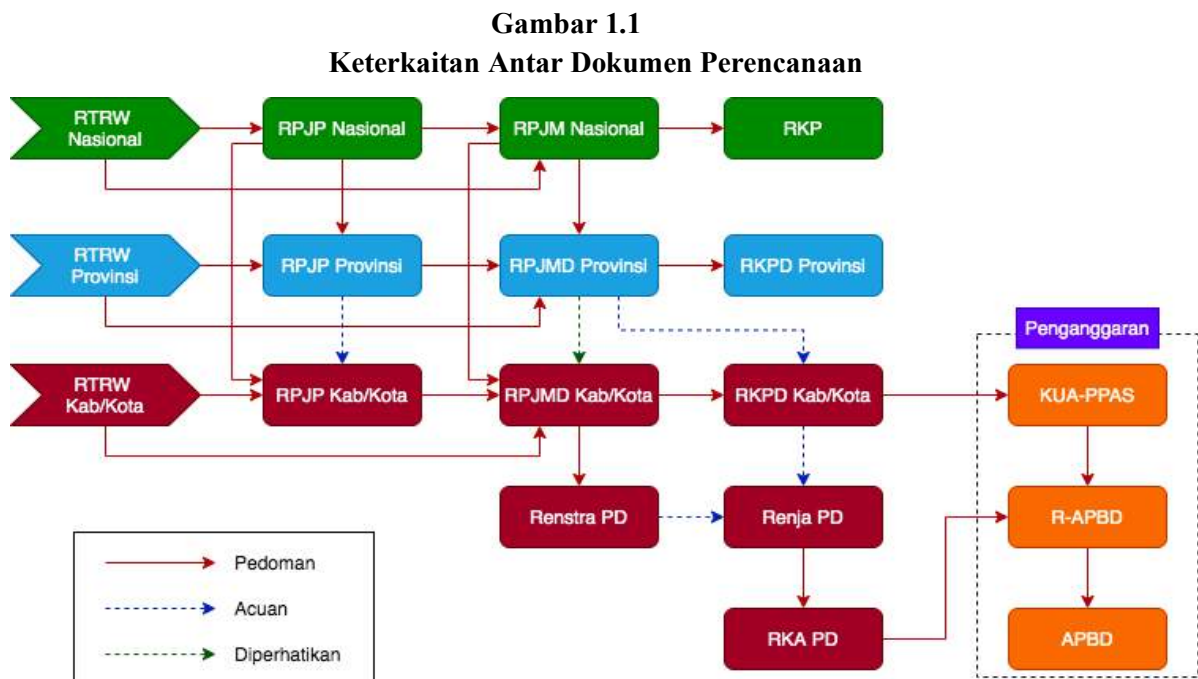 Gambar 1.1
Keterkaitan Antar Dokumen Perencanaan
RTRW
Nasional
RPJP Nasional
RPJM Nasional
RKP
RTRW
Provinsi
RPJP Provinsi
RPJMD Provinsi
RKPD Provinsi
Penganggaran
RTRW
Kab/Kota
RPJP Kab/Kota
RPJMD Kab/Kota
RKPD Kab/Kota
KUA-PPAS
Renstra PD
Renja PD
R-APBD
Pedoman
Acuan
Diperhatikan
RKA PD
APBD